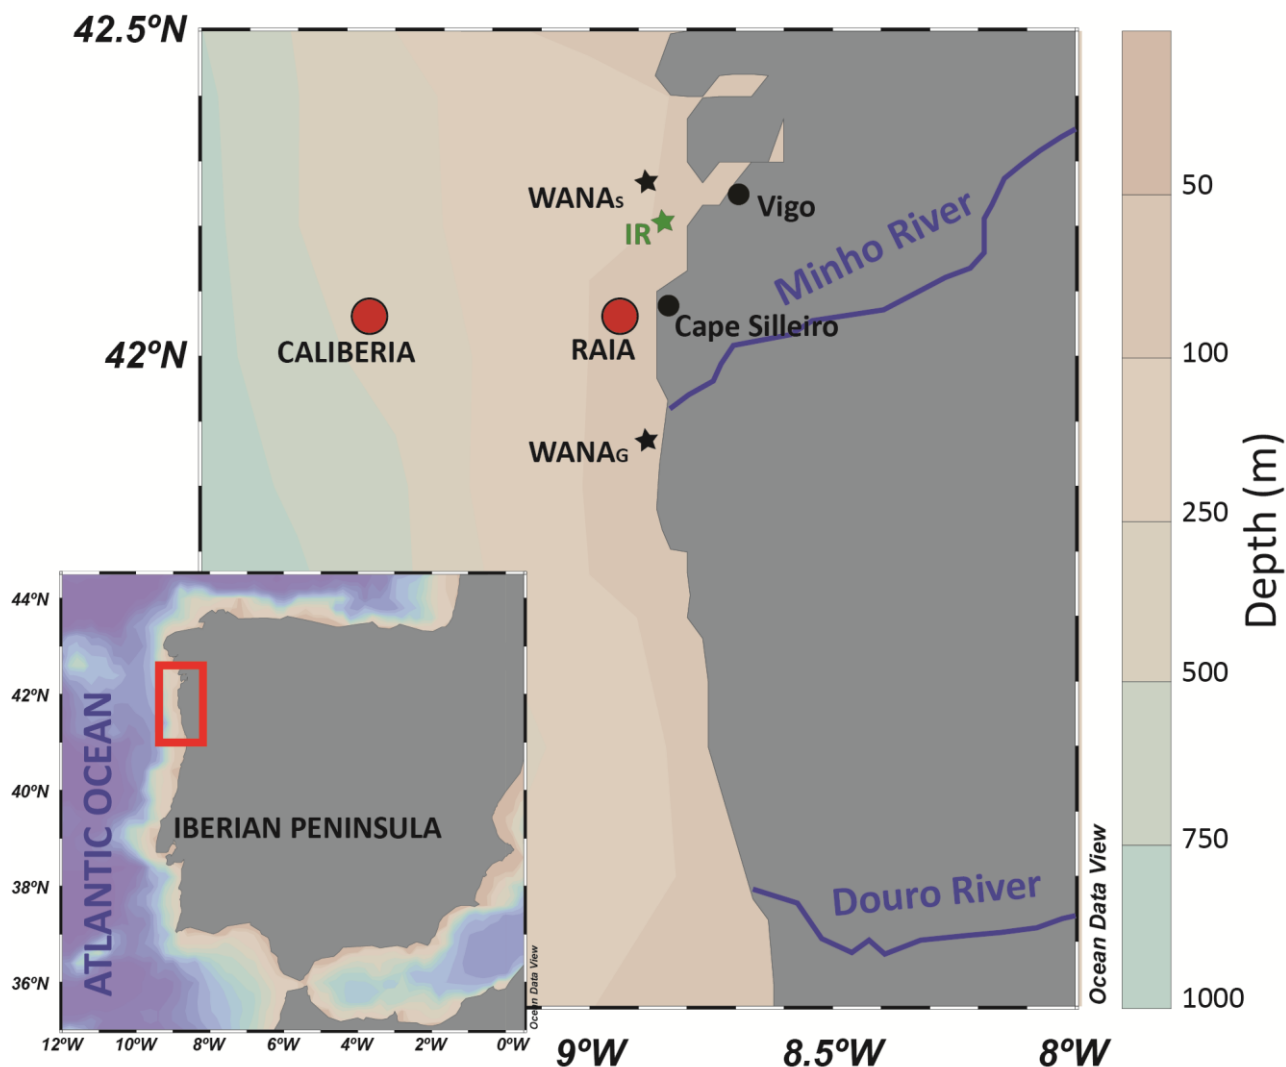 42.5ºN
50
WANAS
Vigo
IR
Minho River
CALIBERIA
RAIA
Cape Silleiro
42ºN
100
WANAG
250
Depth (m)
500
750
1000
44ºN
42ºN
40ºN
38ºN
36ºN
ATLANTIC OCEAN
IBERIAN PENINSULA
Ocean Data View
12ºW 10ºW 8ºW 6ºW 4ºW 2ºW 0ºW
Douro River
Ocean Data View
9ºW 8.5ºW 8ºW